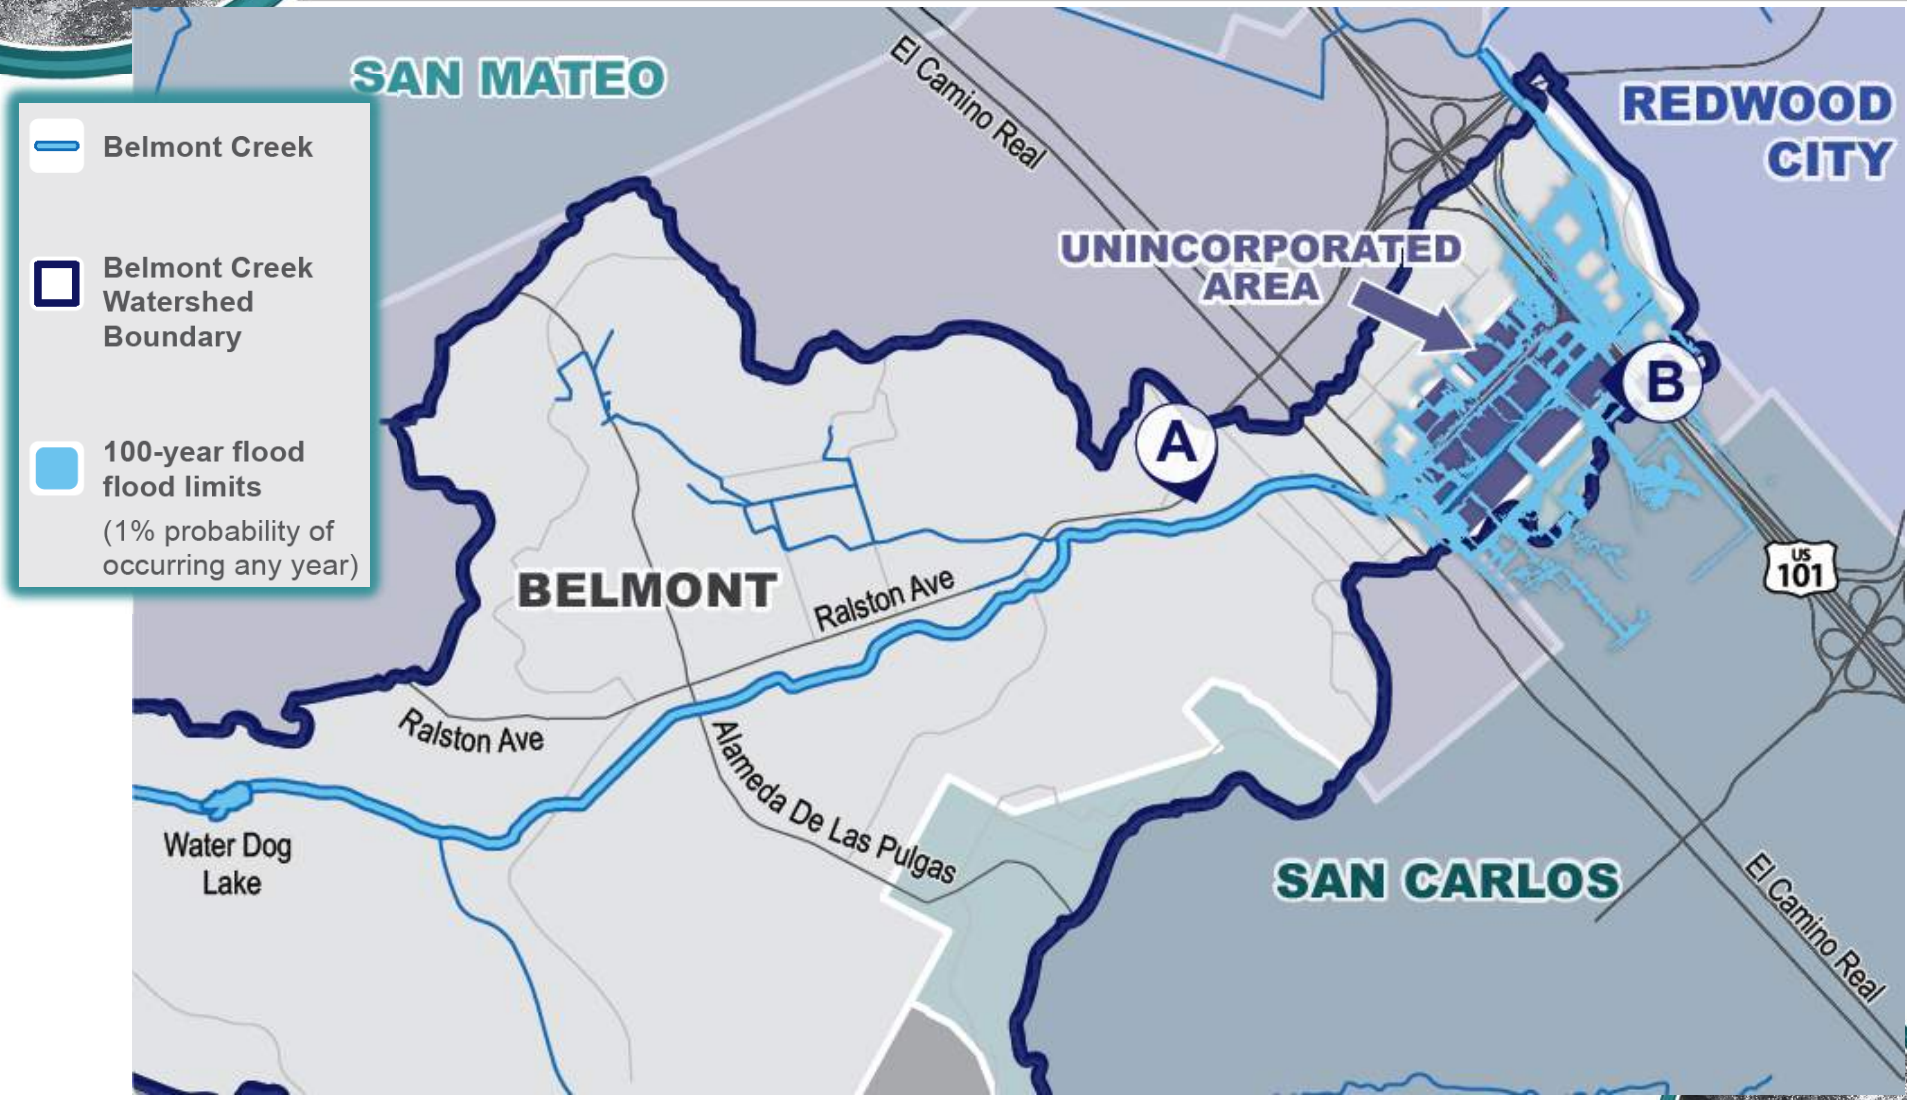 SAN MATEO
El Camino Real
REDWOOD
CITY
Belmont Creek
Belmont Creek
Watershed
Boundary
100-year flood
flood limits
(1% probability of
occurring any year)
UNINCORPORATED
AREA
A
B
US
101
BELMONT
Ralston Ave
Ralston Ave
Alameda De Las Pulgas
Water Dog
Lake
SAN CARLOS
El Camino Real